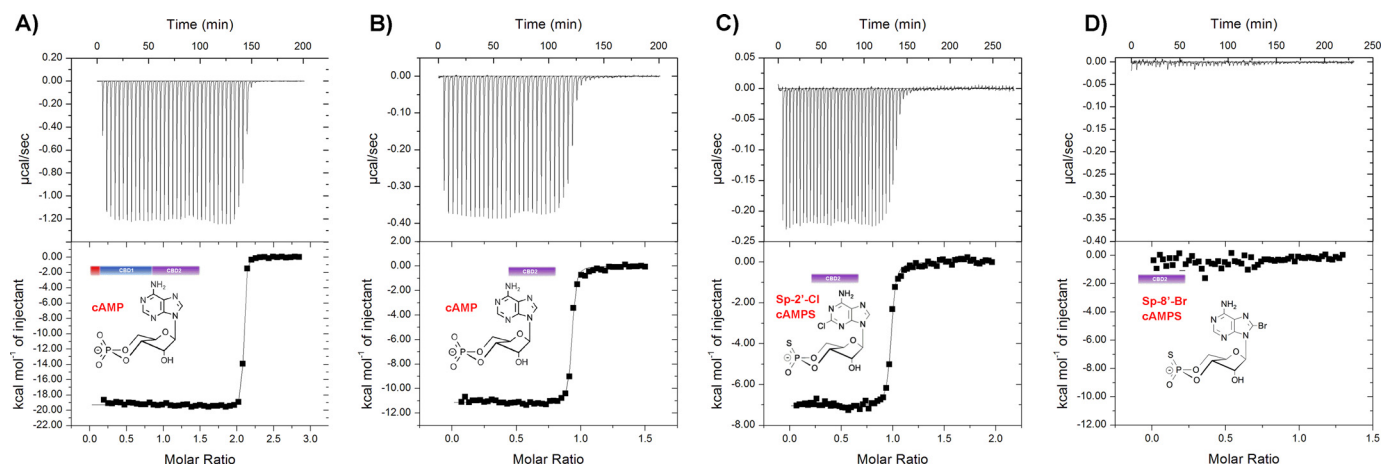 A)
Time (min)
0 50 100 150 200
0.20
0.00
-0.20
-0.40
-0.60
-0.80
-1.00
-1.20
µcal/sec
0.00
-2.00
-4.00
-6.00
-8.00
-10.00
-12.00
-14.00
-16.00
-18.00
-20.00
-22.00
kcal mol⁻¹ of injectant
CBD1 CBD2
cAMP
NH₂
N N
N N
O P O
⊖
O O
O
OH
0.0 0.5 1.0 1.5 2.0 2.5 3.0
Molar Ratio
B)
Time (min)
0 50 100 150 200
0.00
-0.10
-0.20
-0.30
-0.40
µcal/sec
2.00
0.00
-2.00
-4.00
-6.00
-8.00
-10.00
-12.00
kcal mol⁻¹ of injectant
CBD2
cAMP
NH₂
N N
N N
O P O
⊖
O O
O
OH
0.0 0.5 1.0 1.5
Molar Ratio
C)
Time (min)
0 50 100 150 200 250
0.05
0.00
-0.05
-0.10
-0.15
-0.20
0.25
µcal/sec
0.00
-2.00
-4.00
-6.00
-8.00
kcal mol⁻¹ of injectant
CBD2
Sp-2'-Cl
cAMPS
NH₂
N N
Cl N N
S P O
⊖
O O
O
OH
0.0 0.5 1.0 1.5 2.0
Molar Ratio
D)
Time (min)
0 50 100 150 200 250
0.00
-0.05
-0.10
-0.15
-0.20
-0.25
-0.30
0.35
-0.40
µcal/sec
0.00
-2.00
-4.00
-6.00
-8.00
-10.00
-12.00
kcal mol⁻¹ of injectant
CBD2
Sp-8'-Br
cAMPS
NH₂
N N
Br
N N
S P O
⊖
O O
O
OH
0.0 0.5 1.0 1.5
Molar Ratio